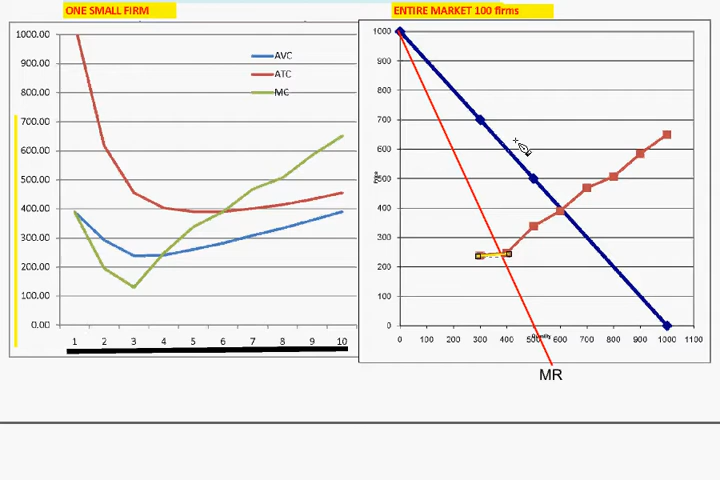 ONE SMALL FIRM
ENTIRE MARKET 100 firms
1000.00
900.00
800.00
700.00
600.00
500.00
400.00
300.00
200.00
100.00
0.00
AVC
ATC
MC
1 2 3 4 5 6 7 8 9 10
1000
900
800
700
600
500
400
300
200
100
0
Price
0 100 200 300 400 500 600 700 800 900 1000 1100
MR